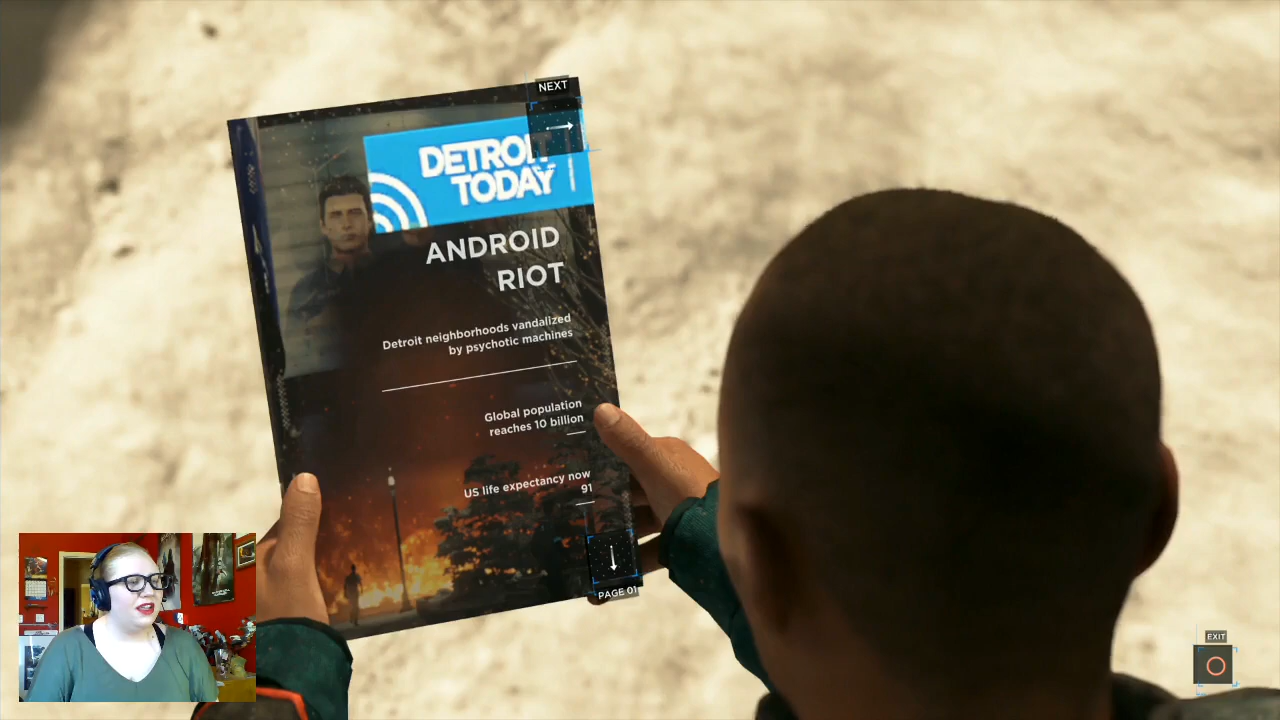 NEXT
DETROIT
TODAY
ANDROID
RIOT
Detroit neighborhoods vandalized
by psychotic machines
Global population
reaches 10 billion
US life expectancy now
91
PAGE 01
EXIT